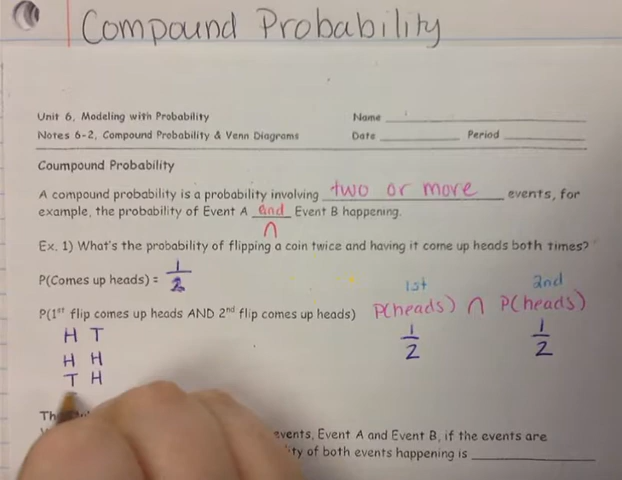 Compound Probability
Unit 6, Modeling with Probability Name
Notes 6-2, Compound Probability & Venn Diagrams Date Period
Coumpound Probability
A compound probability is a probability involving two or more events, for
example, the probability of Event A and Event B happening.
∩
Ex. 1) What's the probability of flipping a coin twice and having it come up heads both times?
P(Comes up heads) = 1/2
1st 2nd
P(1st flip comes up heads AND 2nd flip comes up heads) P(heads) ∩ P(heads)
H T 1/2 1/2
H H
T H
events, Event A and Event B, if the events are
of both events happening is